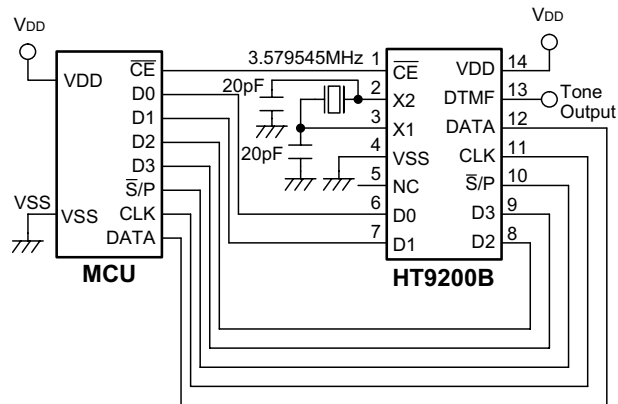 VDD
VDD
CE
D0
D1
D2
D3
S/P
CLK
DATA
VSS
VSS
MCU
3.579545MHz
20pF
20pF
1
2
3
4
5
6
7
CE
X2
X1
VSS
NC
D0
D1
VDD
DTMF
DATA
CLK
S/P
D3
D2
14
13
12
11
10
9
8
HT9200B
VDD
Tone
Output